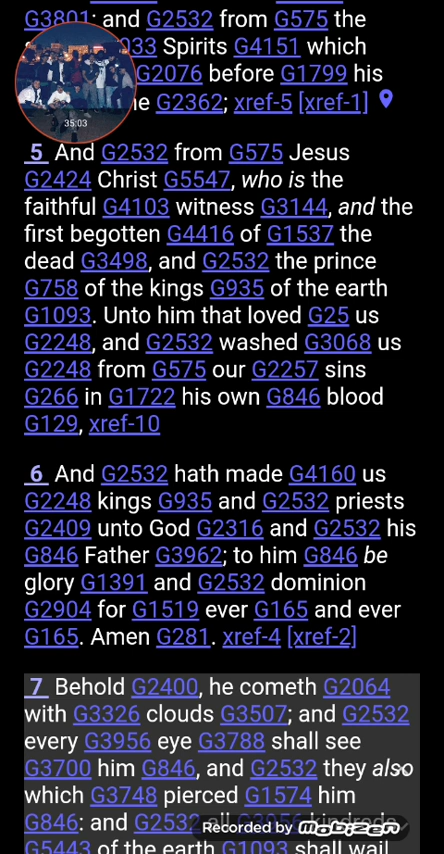 G3801; and G2532 from G575 the
Spirits G4151 which
G2076 before G1799 his
G2362; xref-5 [xref-1]
35:03
5 And G2532 from G575 Jesus
G2424 Christ G5547, who is the
faithful G4103 witness G3144, and the
first begotten G4416 of G1537 the
dead G3498, and G2532 the prince
G758 of the kings G935 of the earth
G1093. Unto him that loved G25 us
G2248, and G2532 washed G3068 us
G2248 from G575 our G2257 sins
G266 in G1722 his own G846 blood
G129, xref-10
6 And G2532 hath made G4160 us
G2248 kings G935 and G2532 priests
G2409 unto God G2316 and G2532 his
G846 Father G3962; to him G846 be
glory G1391 and G2532 dominion
G2904 for G1519 ever G165 and ever
G165. Amen G281. xref-4 [xref-2]
7 Behold G2400, he cometh G2064
with G3326 clouds G3507; and G2532
every G3956 eye G3788 shall see
G3700 him G846, and G2532 they also
which G3748 pierced G1574 him
G846: and G2532 all G3956 kindreds
Recorded by mobizen
G5443 of the earth G1093 shall wail